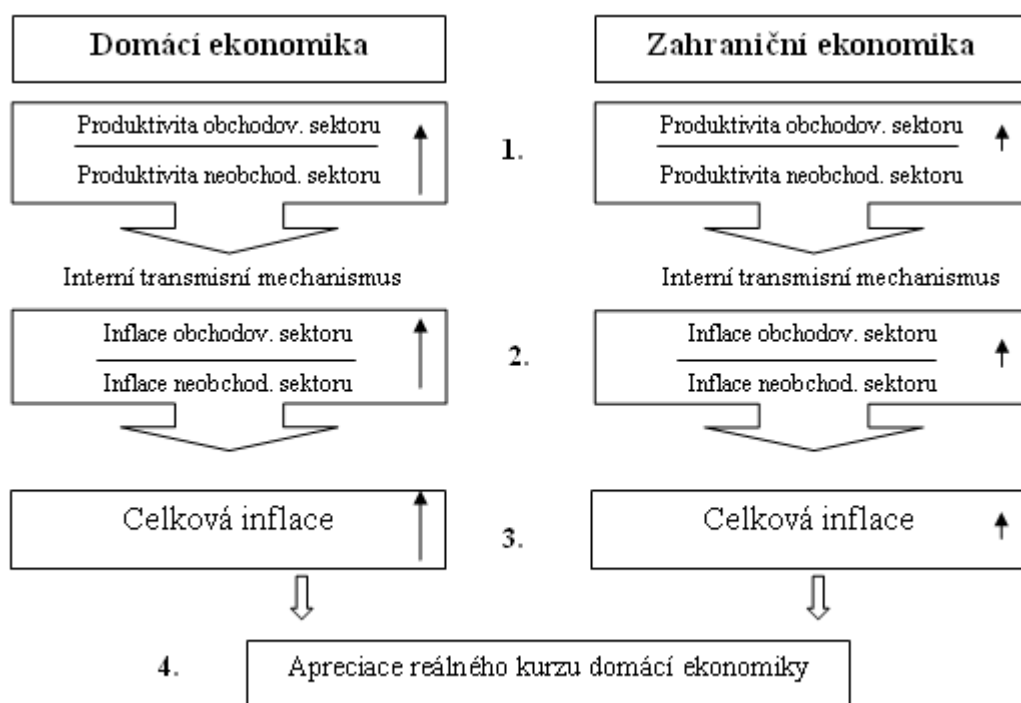 Domácí ekonomika
Zahraniční ekonomika
Produktivita obchodov. sektoru
Produktivita neobchod. sektoru
1.
Produktivita obchodov. sektoru
Produktivita neobchod. sektoru
Interní transmisní mechanismus
Interní transmisní mechanismus
Inflace obchodov. sektoru
Inflace neobchod. sektoru
2.
Inflace obchodov. sektoru
Inflace neobchod. sektoru
Celková inflace
3.
Celková inflace
4.
Apreciace reálného kurzu domácí ekonomiky